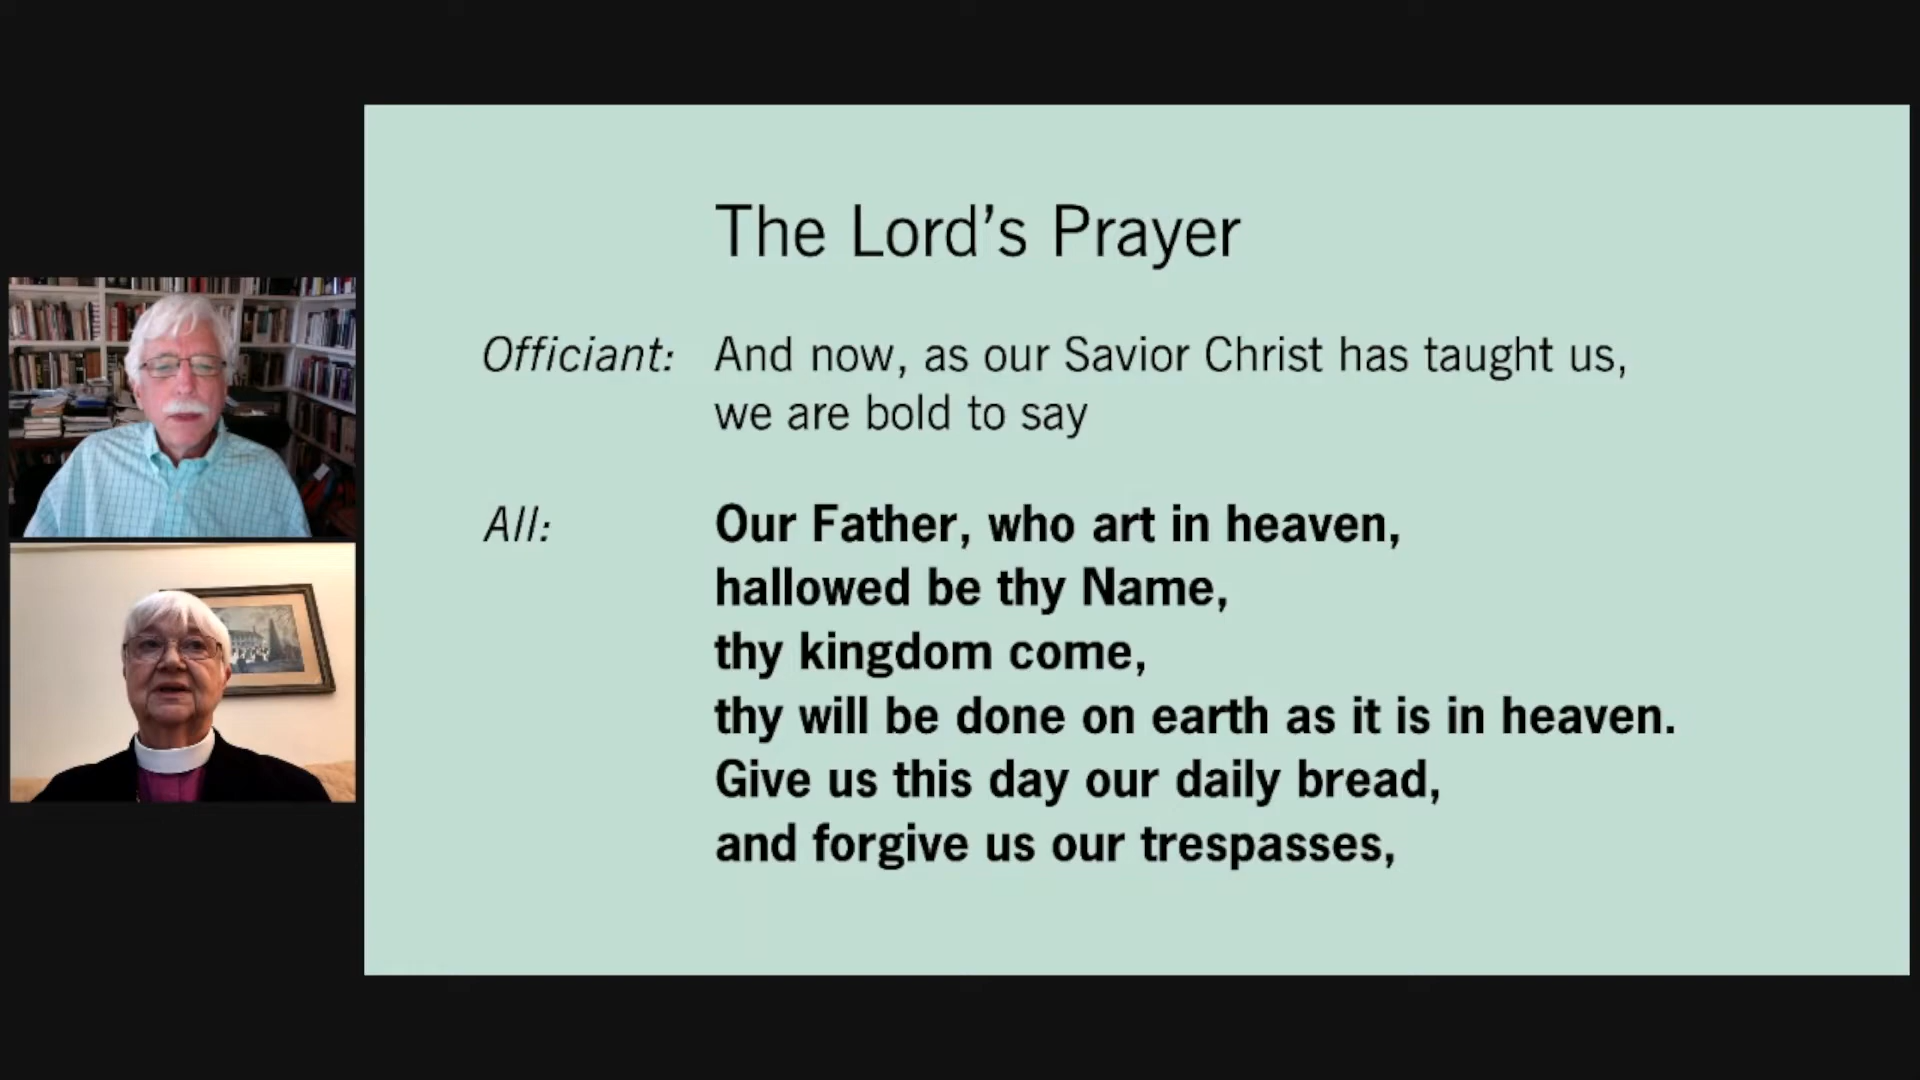 The Lord’s Prayer
Officiant: And now, as our Savior Christ has taught us,
we are bold to say
All: Our Father, who art in heaven,
hallowed be thy Name,
thy kingdom come,
thy will be done on earth as it is in heaven.
Give us this day our daily bread,
and forgive us our trespasses,